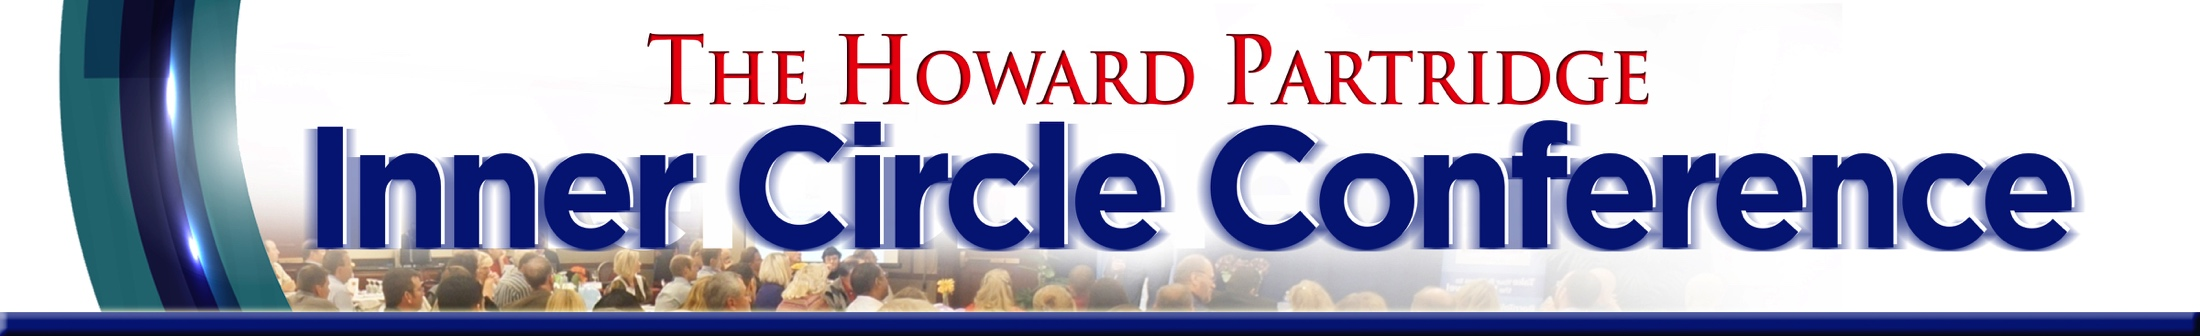 The Howard Partridge
Inner Circle Conference